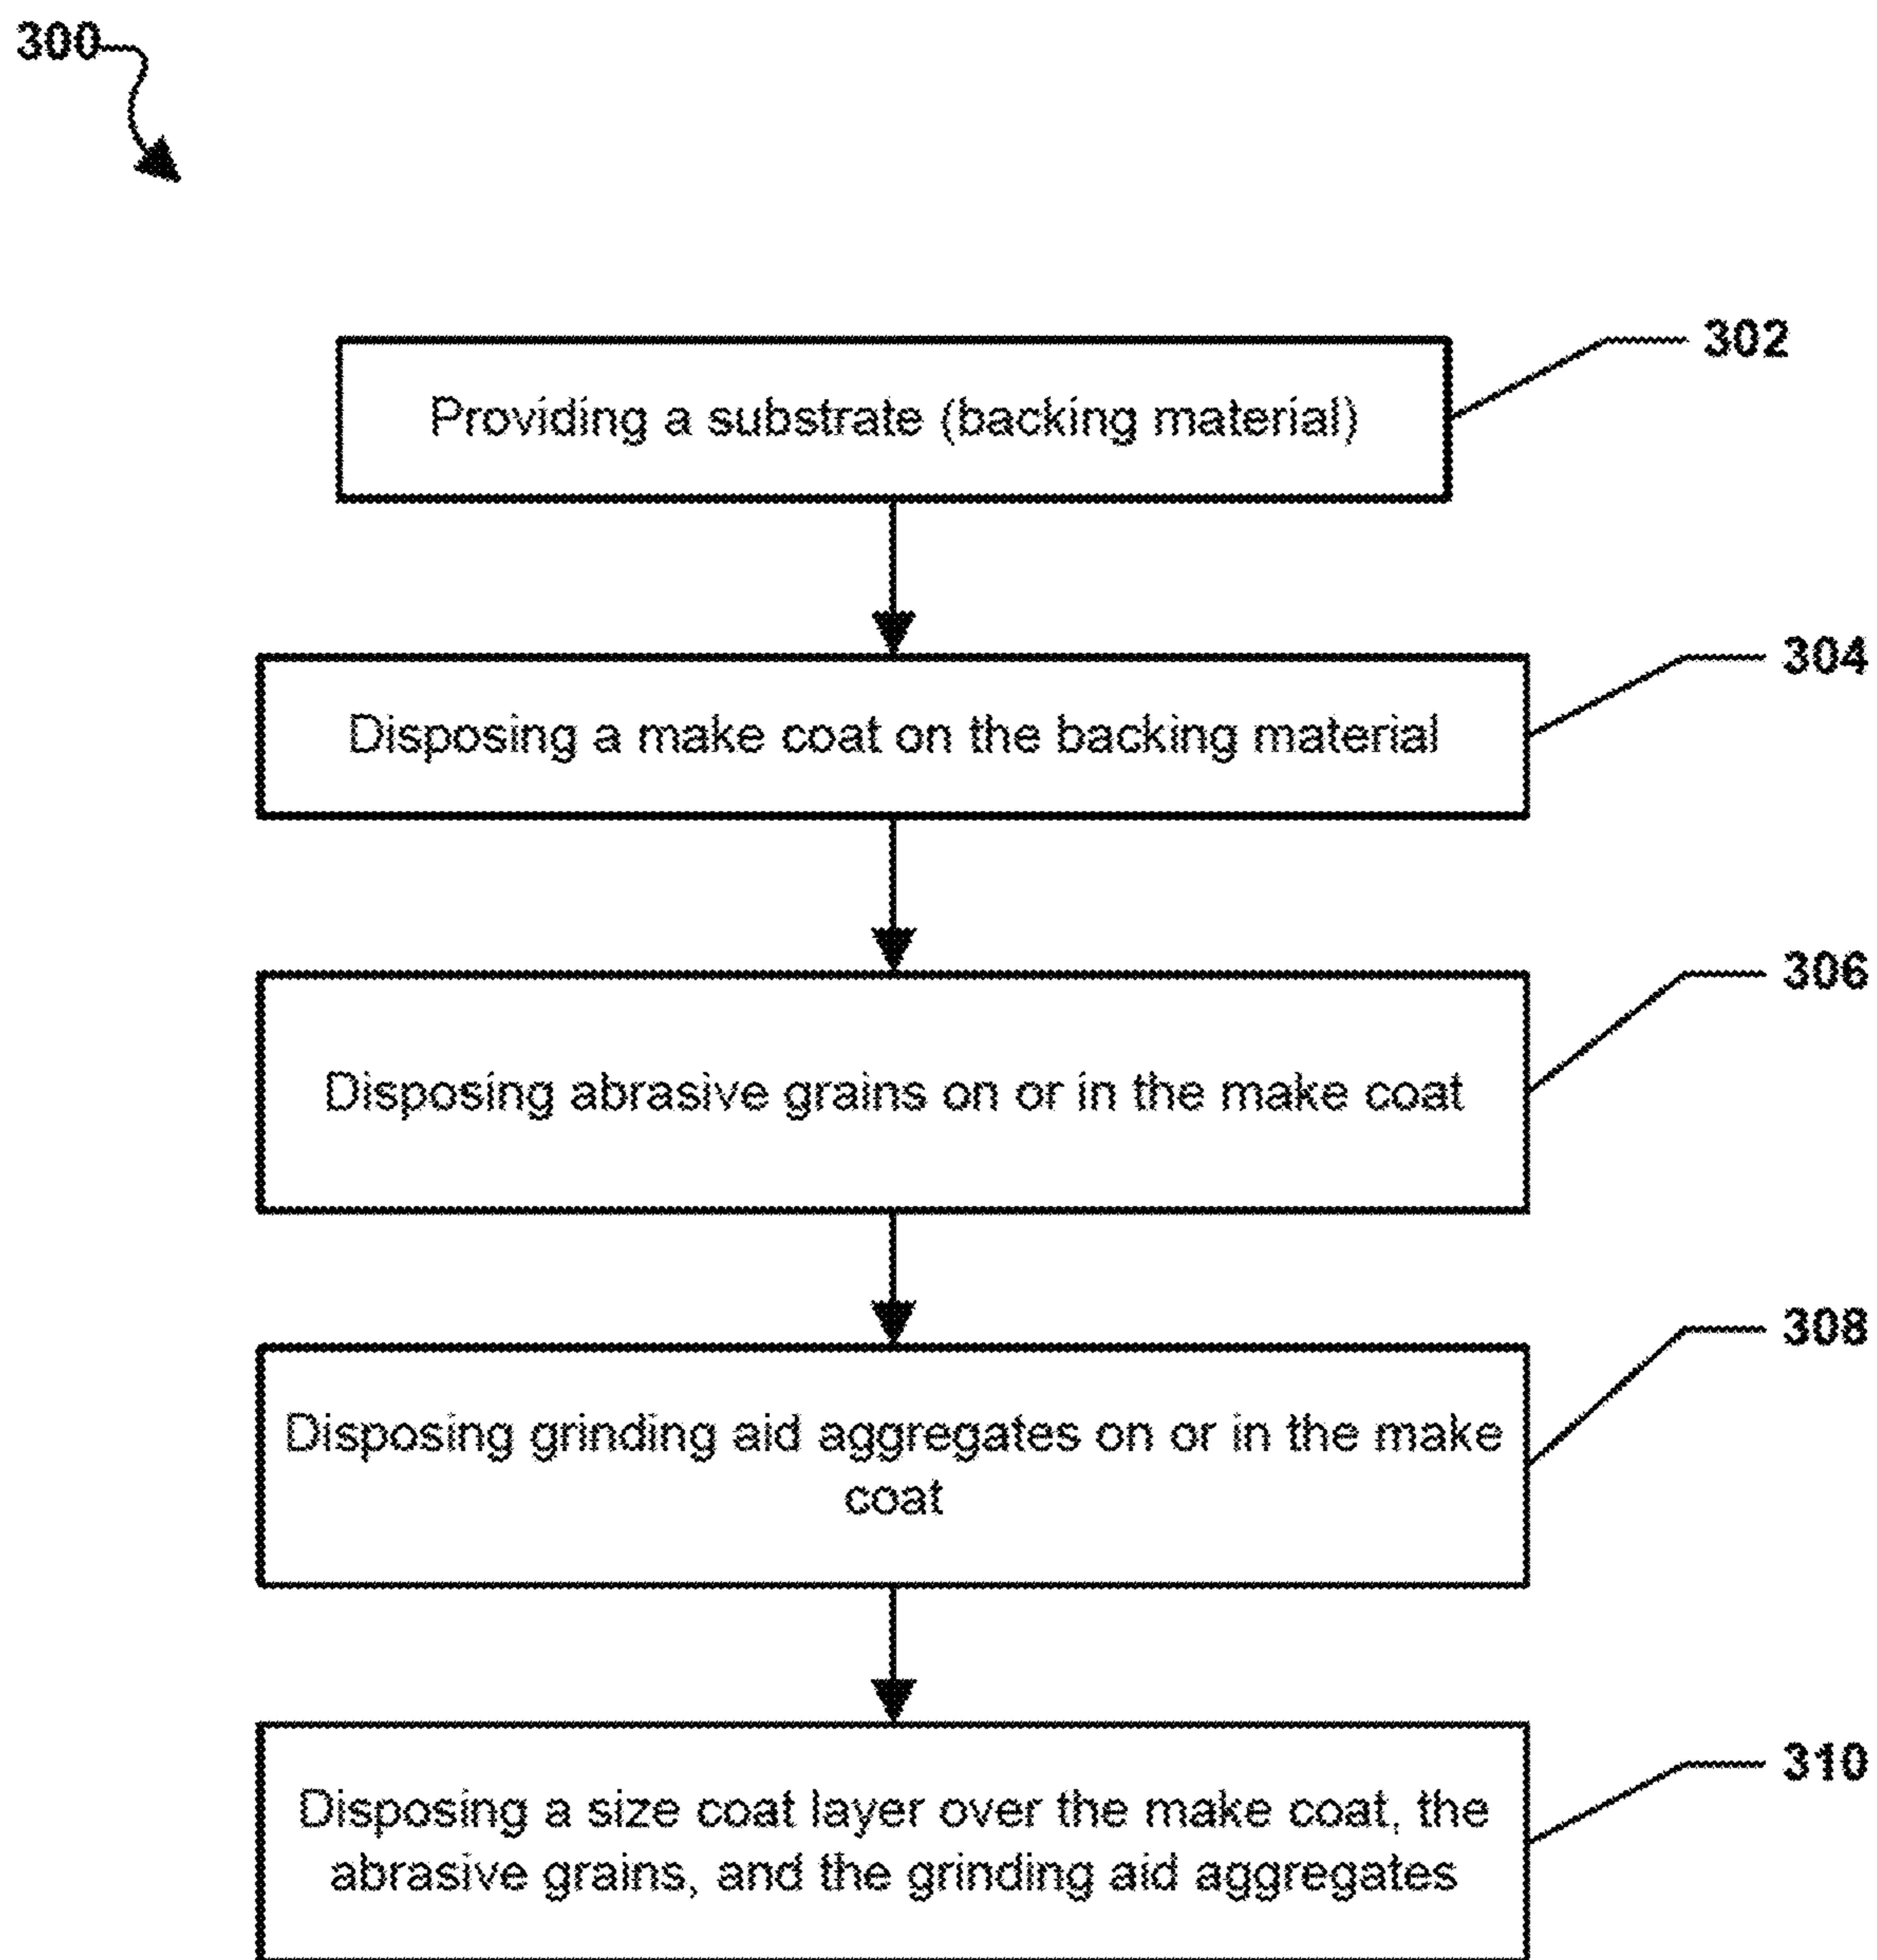 300
302
Providing a substrate (backing material)
304
Disposing a make coat on the backing material
306
Disposing abrasive grains on or in the make coat
308
Disposing grinding aid aggregates on or in the make
coat
310
Disposing a size coat layer over the make coat, the
abrasive grains, and the grinding aid aggregates